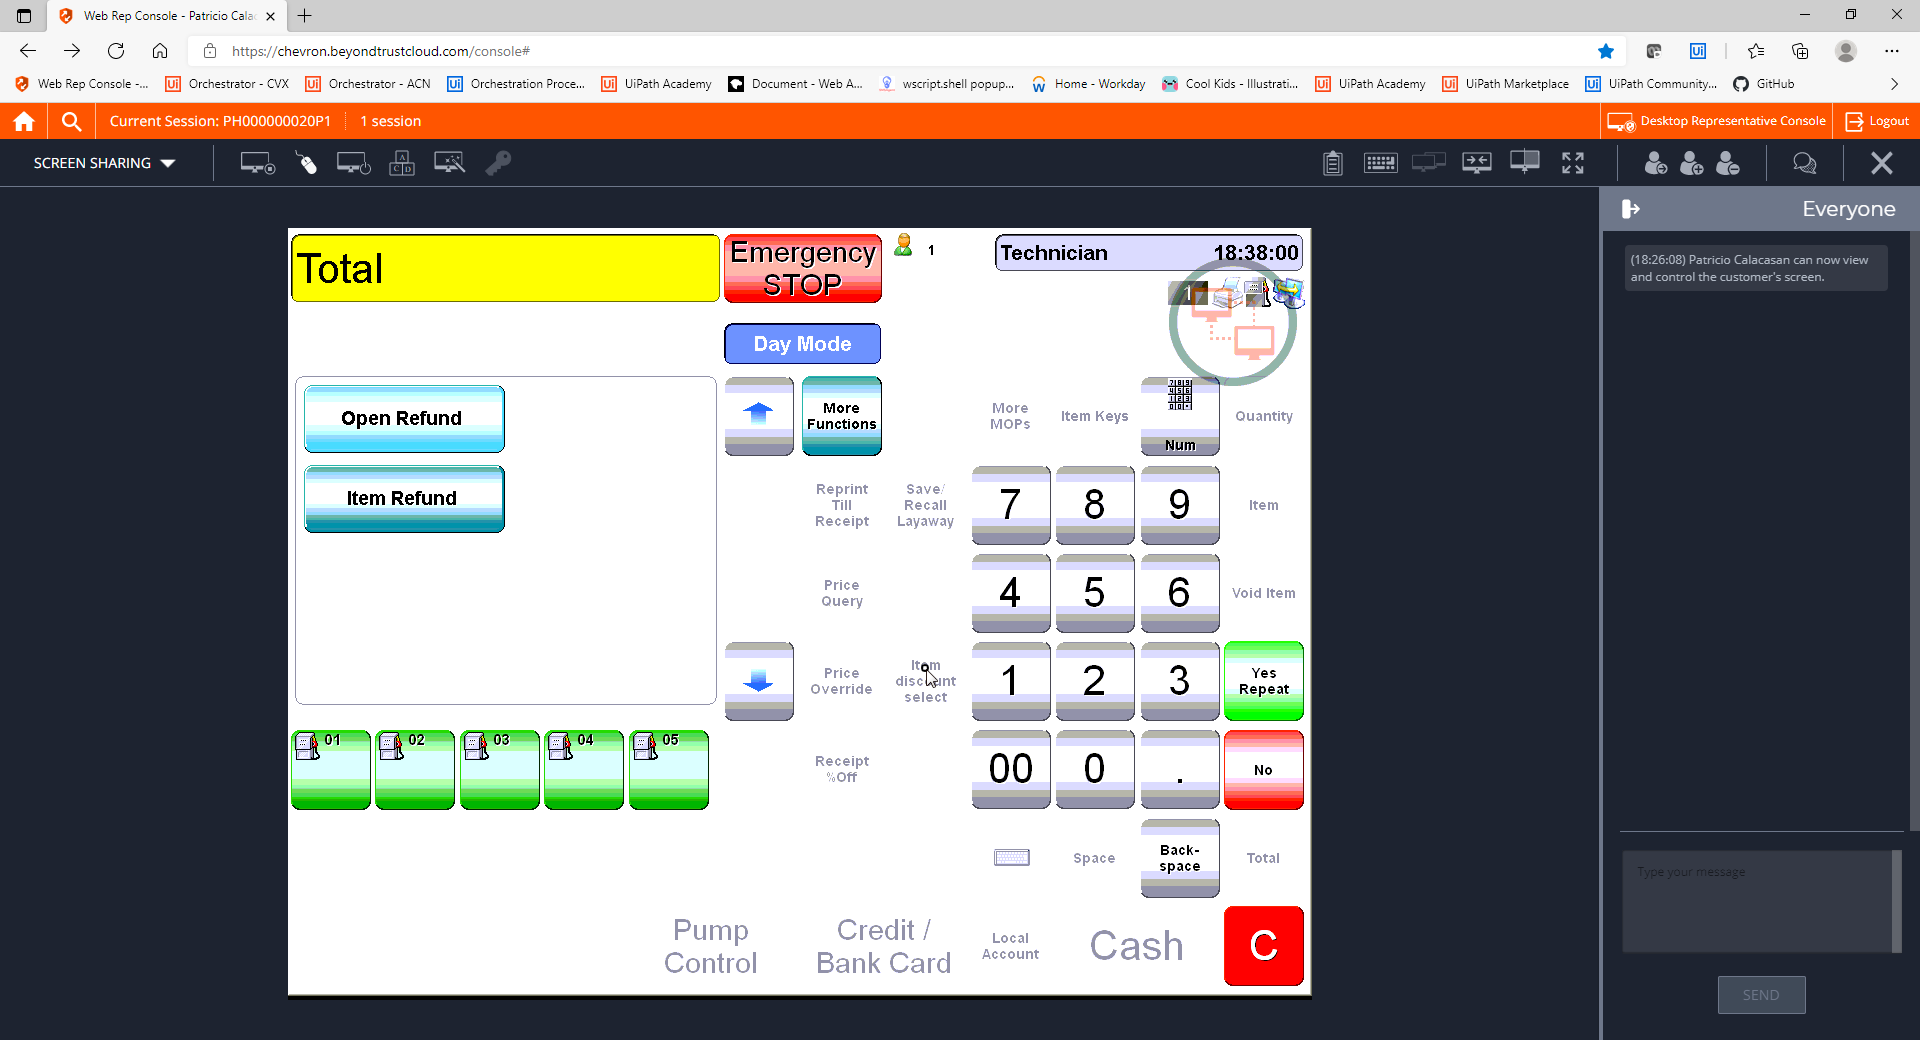 Web Rep Console - Patricio Cala
https://chevron.beyondtrustcloud.com/console#
Web Rep Console -... Orchestrator - CVX Orchestrator - ACN Orchestration Proce... UiPath Academy Document - Web A... wscript.shell popup... Home - Workday Cool Kids - Illustrati... UiPath Academy UiPath Marketplace UiPath Community... GitHub
Current Session: PH000000020P1 1 session Desktop Representative Console Logout
SCREEN SHARING
Everyone
(18:26:08) Patricio Calacasan can now view
and control the customer's screen.
Total
Emergency
STOP
1
Technician 18:38:00
1
Day Mode
Open Refund
Item Refund
More
Functions
More
MOPs
Item Keys
Num
Quantity
Reprint
Till
Receipt
Save/
Recall
Layaway
7 8 9
Item
Price
Query
4 5 6
Void Item
Price
Override
Item
discount
select
1 2 3
Yes
Repeat
01 02 03 04 05
Receipt
%Off
00 0 .
No
Space
Back-
space
Total
Pump
Control
Credit /
Bank Card
Local
Account
Cash
C
Type your message
SEND